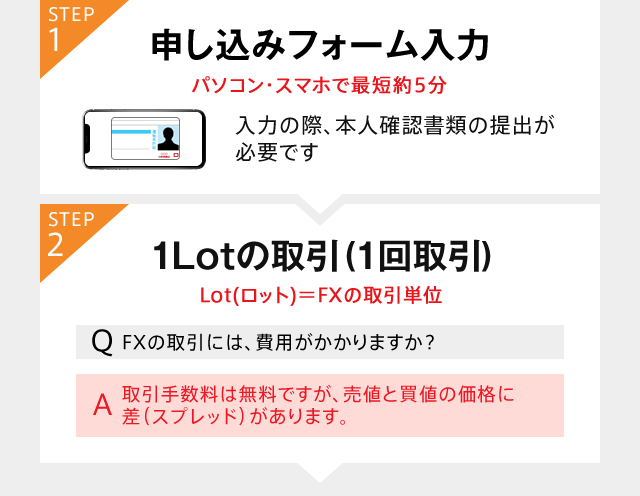 STEP
1
申し込みフォーム入力
パソコン・スマホで最短約5分
入力の際、本人確認書類の提出が
必要です
STEP
2
1Lotの取引(1回取引)
Lot(ロット)＝FXの取引単位
Q FXの取引には、費用がかかりますか？
A 取引手数料は無料ですが、売値と買値の価格に
差(スプレッド)があります。